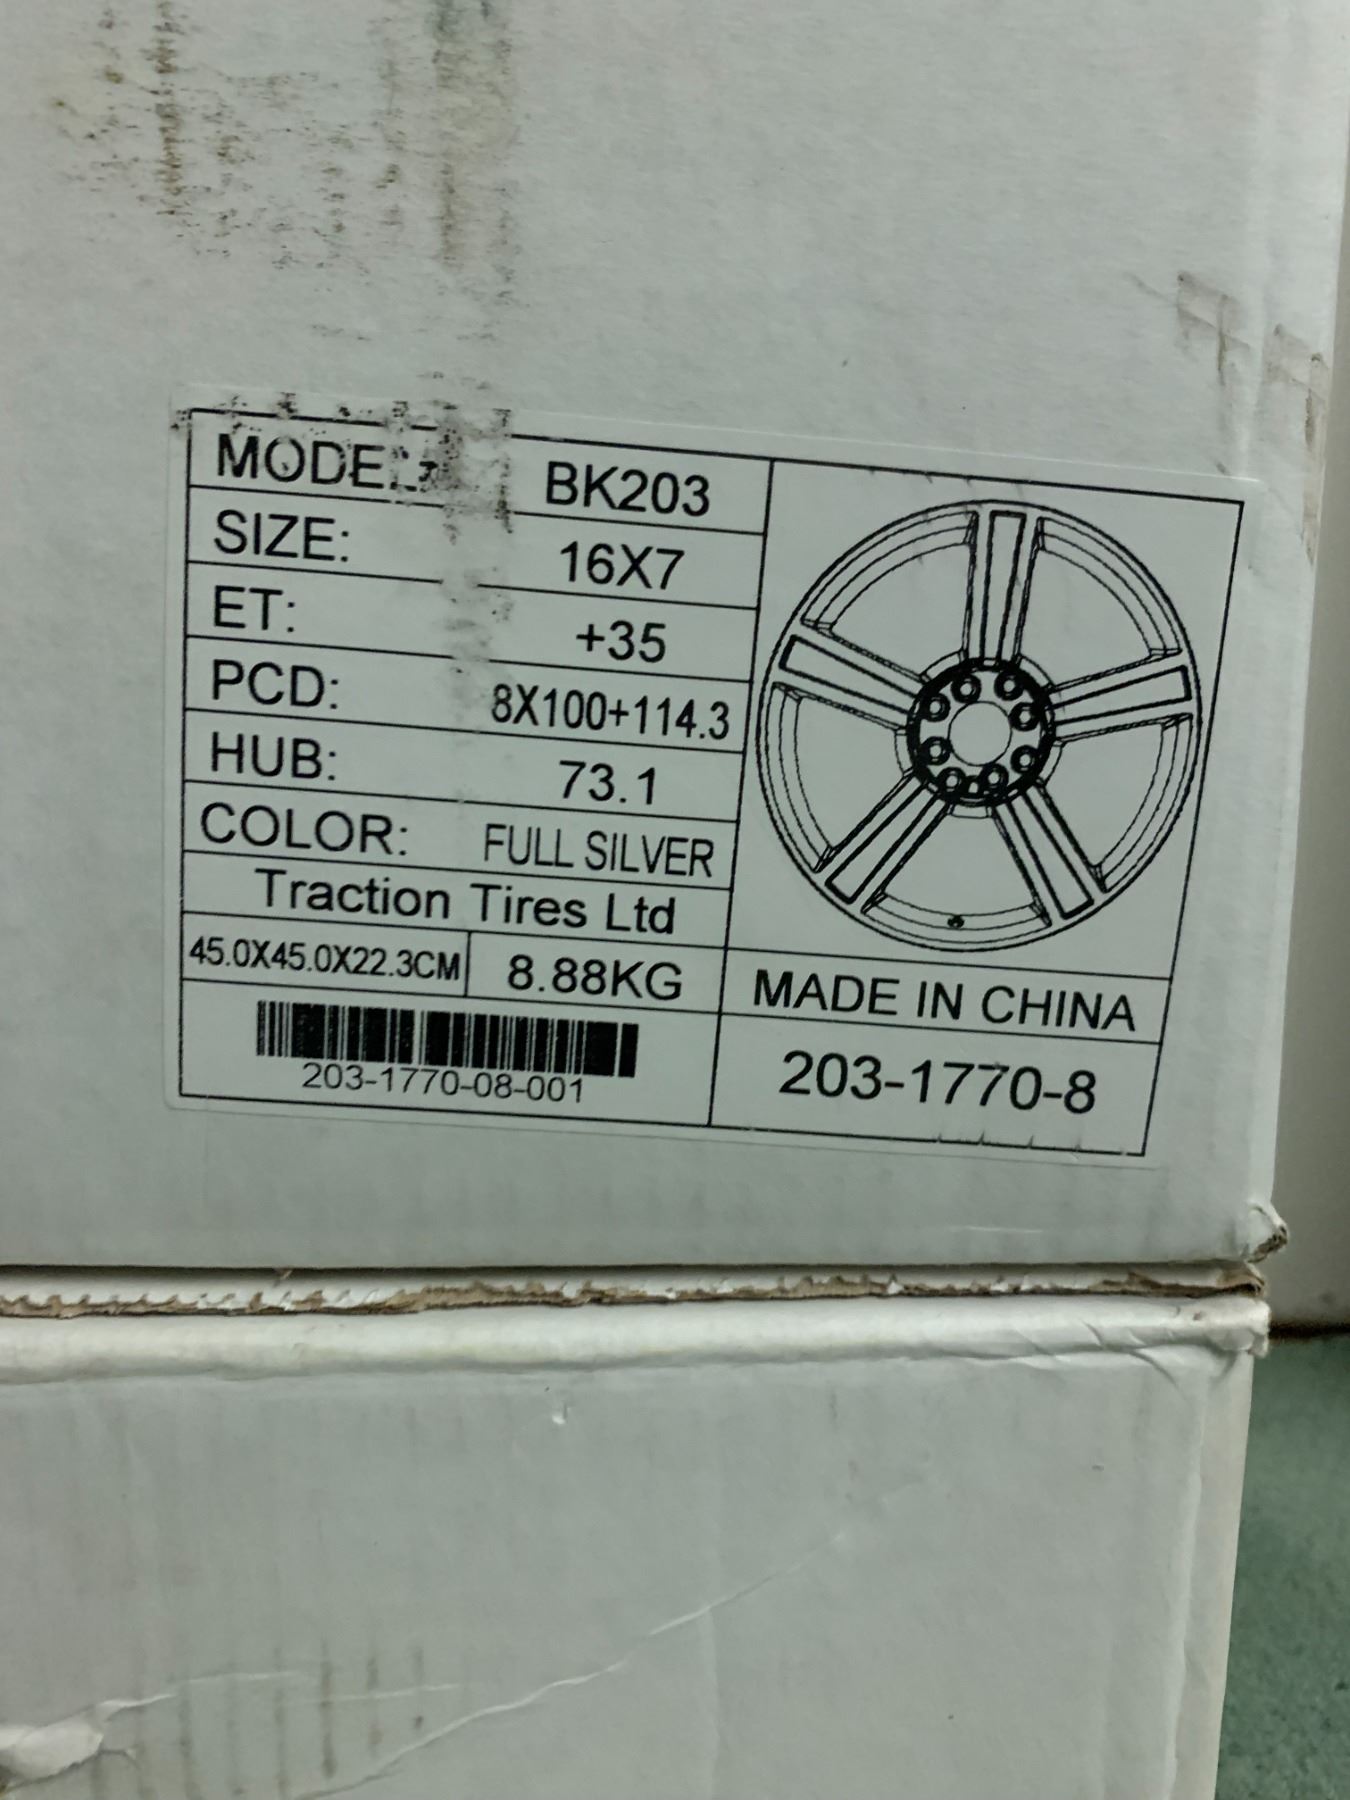 MODEL: BK203
SIZE: 16X7
ET: +35
PCD: 8X100+114.3
HUB: 73.1
COLOR: FULL SILVER
Traction Tires Ltd
45.0X45.0X22.3CM 8.88KG
203-1770-08-001
MADE IN CHINA
203-1770-8